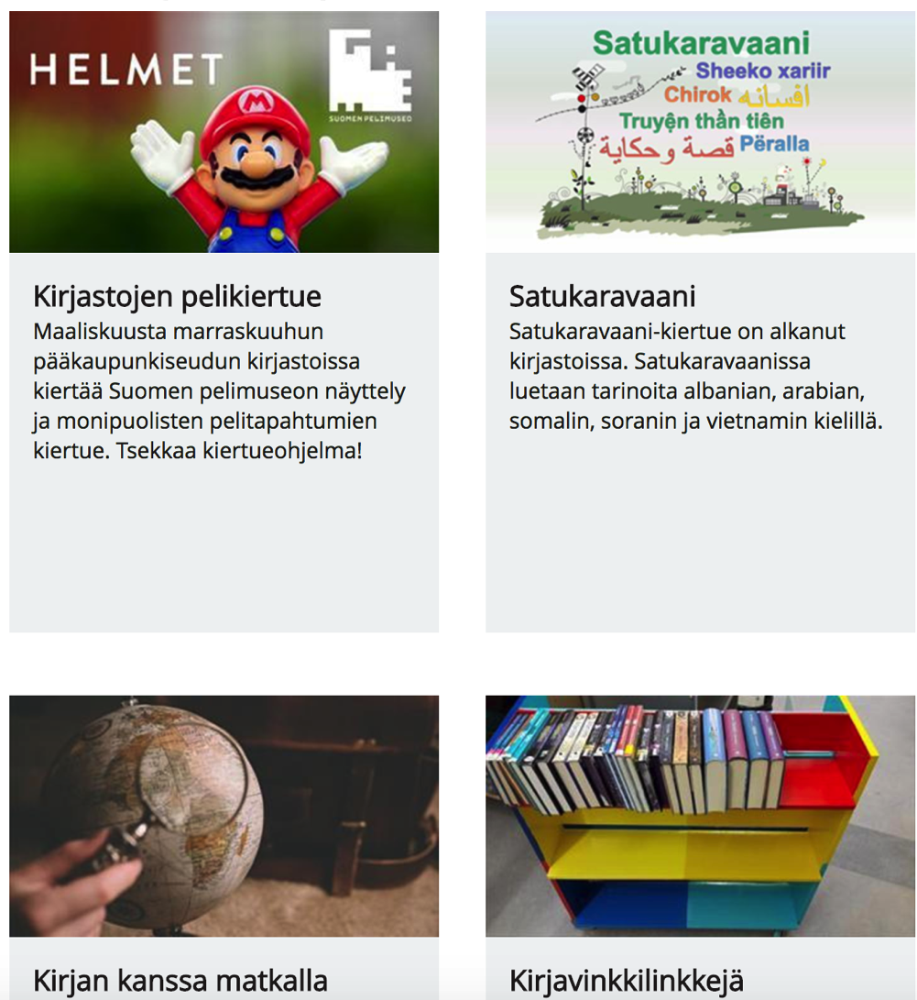 HELMET
SUOMEN PELIMUSEO
Kirjastojen pelikiertue
Maaliskuusta marraskuuhun
pääkaupunkiseudun kirjastoissa
kiertää Suomen pelimuseon näyttely
ja monipuolisten pelitapahtumien
kiertue. Tsekkaa kiertueohjelma!
Satukaravaani
Sheeko xariir
Chirok افسانه
Truyện thần tiên
قصة و حكاية Përalla
Satukaravaani
Satukaravaani-kiertue on alkanut
kirjastoissa. Satukaravaanissa
luetaan tarinoita albanian, arabian,
somalin, soranin ja vietnamin kielillä.
Kirjan kanssa matkalla
Kirjavinkkilinkkejä